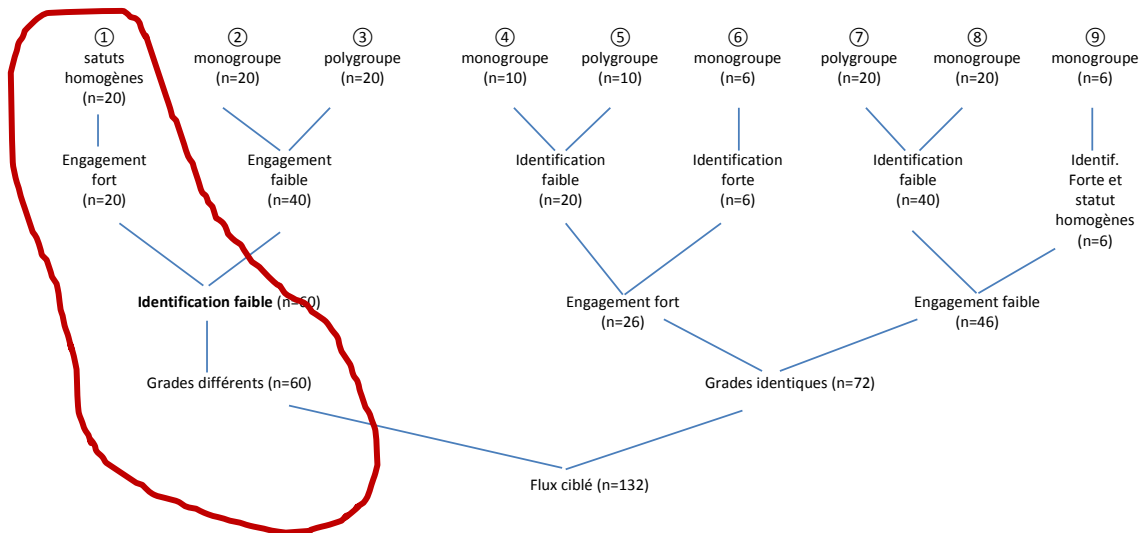 ①
satuts
homogènes
(n=20)
②
monogroupe
(n=20)
③
polygroupe
(n=20)
④
monogroupe
(n=10)
⑤
polygroupe
(n=10)
⑥
monogroupe
(n=6)
⑦
polygroupe
(n=20)
⑧
monogroupe
(n=20)
⑨
monogroupe
(n=6)
Engagement
fort
(n=20)
Engagement
faible
(n=40)
Identification
faible
(n=20)
Identification
forte
(n=6)
Identification
faible
(n=40)
Identif.
Forte et
statut
homogènes
(n=6)
Identification faible (n=60)
Engagement fort
(n=26)
Engagement faible
(n=46)
Grades différents (n=60)
Grades identiques (n=72)
Flux ciblé (n=132)